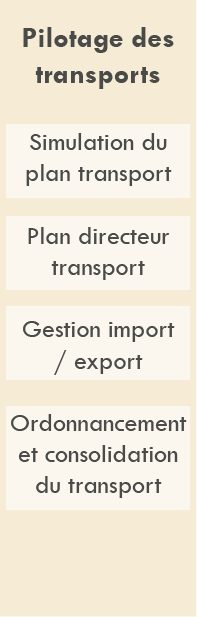 Pilotage des
transports
Simulation du
plan transport
Plan directeur
transport
Gestion import
/ export
Ordonnancement
et consolidation
du transport